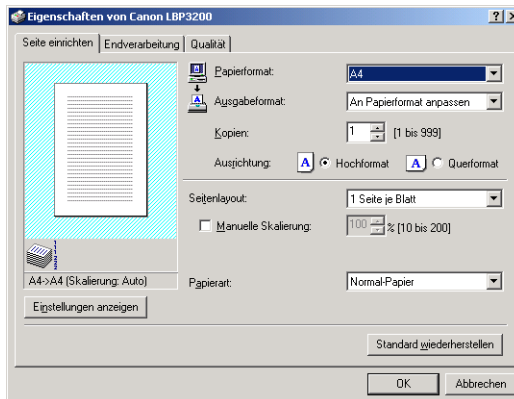 Eigenschaften von Canon LBP3200
Seite einrichten Endverarbeitung Qualität
Papierformat: A4
Ausgabeformat: An Papierformat anpassen
Kopien: 1 [1 bis 999]
Ausrichtung: A Hochformat A Querformat
Seitenlayout: 1 Seite je Blatt
Manuelle Skalierung: 100 % [10 bis 200]
A4->A4 (Skalierung: Auto)
Papierart: Normal-Papier
Einstellungen anzeigen
Standard wiederherstellen
OK Abbrechen